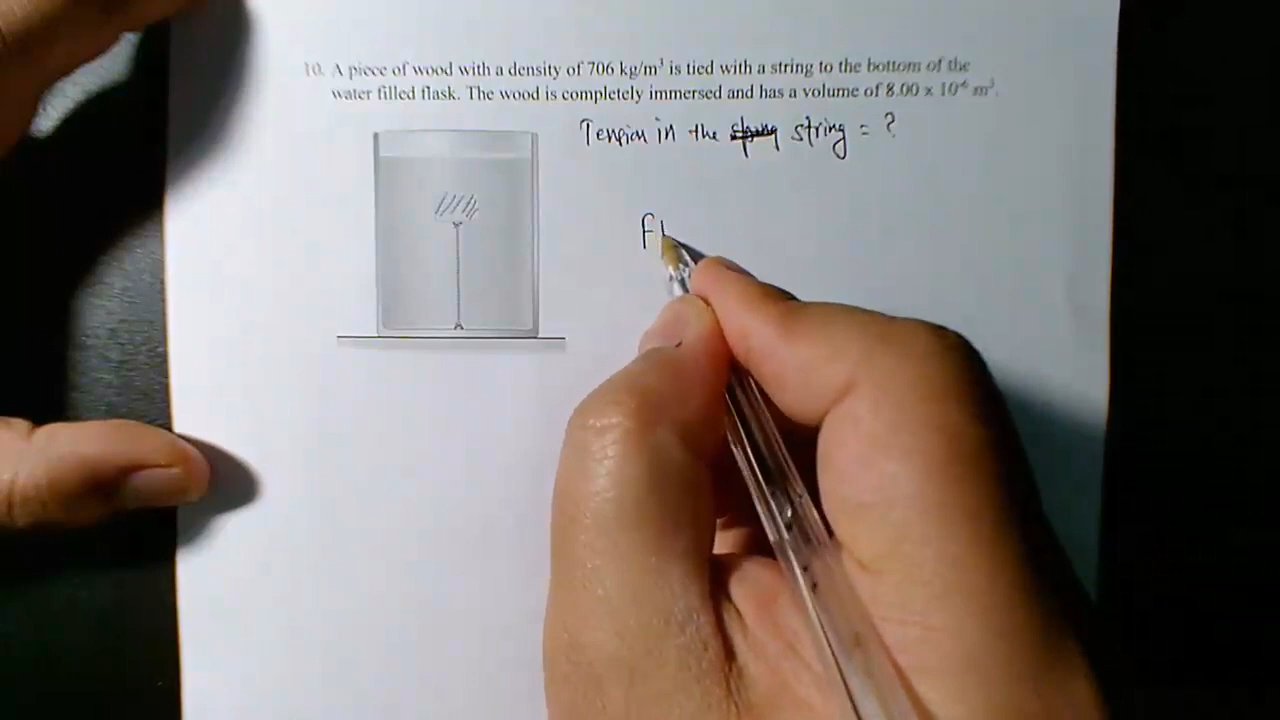 10. A piece of wood with a density of 706 kg/m³ is tied with a string to the bottom of the
water filled flask. The wood is completely immersed and has a volume of 8.00 x 10⁻⁶ m³.
Tension in the string = ?
F